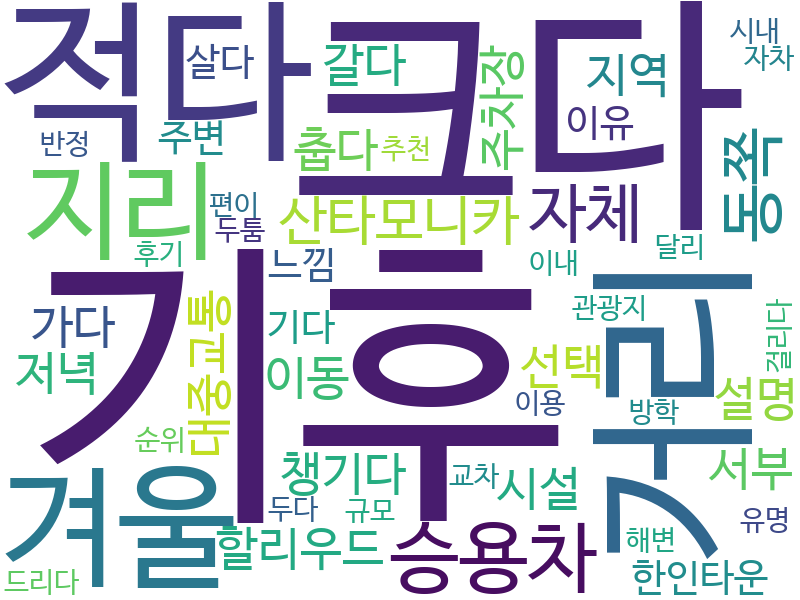 적다
크다
시내
자차
살다
갈다
주차장
지역
이유
반정
주변
춥다
추천
동쪽
지리
편이
두툼
산타모니카
자체
후기
느낌
이내
달리
기후
거리
관광지
걸리다
가다
대중교통
기다
저녁
이동
선택
설명
이용
방학
순위
챙기다
교차
시설
서부
겨울
두다
규모
유명
할리우드
승용차
해변
드리다
한인타운